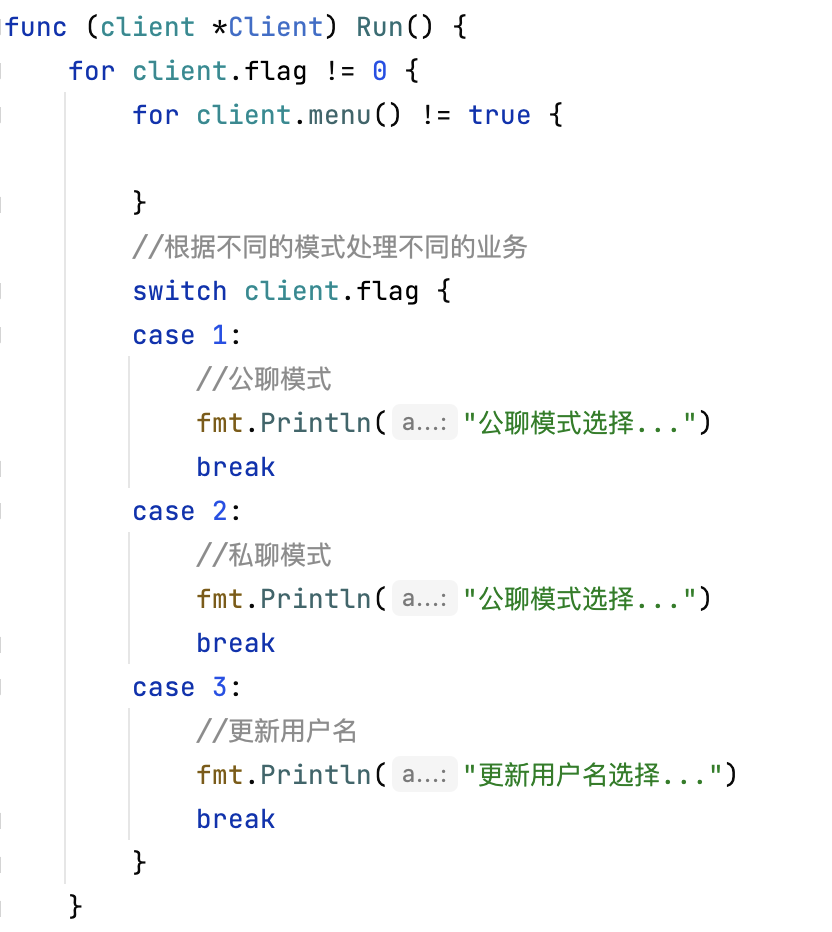 func (client *Client) Run() {
    for client.flag != 0 {
        for client.menu() != true {
        }
        //根据不同的模式处理不同的业务
        switch client.flag {
        case 1:
            //公聊模式
            fmt.Println( a...: "公聊模式选择...")
            break
        case 2:
            //私聊模式
            fmt.Println( a...: "公聊模式选择...")
            break
        case 3:
            //更新用户名
            fmt.Println( a...: "更新用户名选择...")
            break
        }
    }